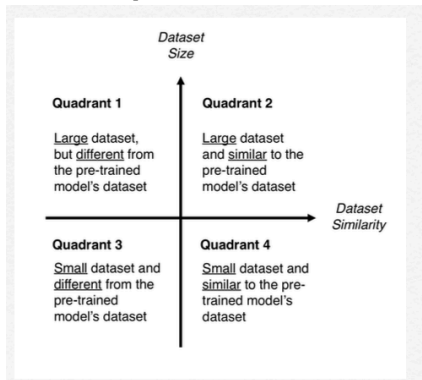 Dataset
Size
Quadrant 1
Large dataset,
but different from
the pre-trained
model's dataset
Quadrant 2
Large dataset
and similar to the
pre-trained
model's dataset
Dataset
Similarity
Quadrant 3
Small dataset and
different from the
pre-trained
model's dataset
Quadrant 4
Small dataset and
similar to the pre-
trained model's
dataset